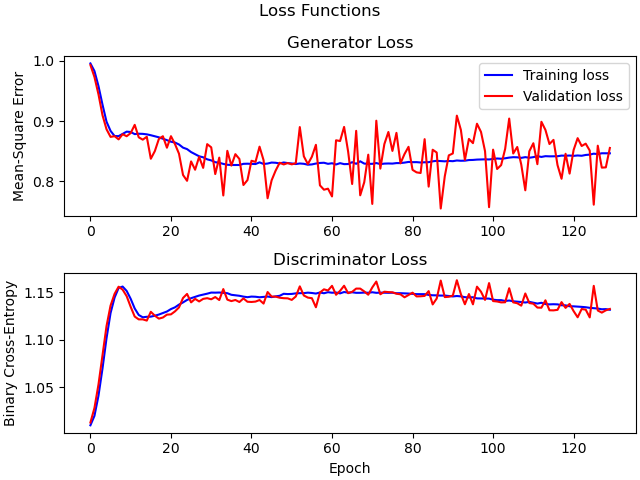 Loss Functions
Generator Loss
Mean-Square Error
1.0
0.9
0.8
Training loss
Validation loss
0 20 40 60 80 100 120
Discriminator Loss
Binary Cross-Entropy
1.15
1.10
1.05
0 20 40 60 80 100 120
Epoch